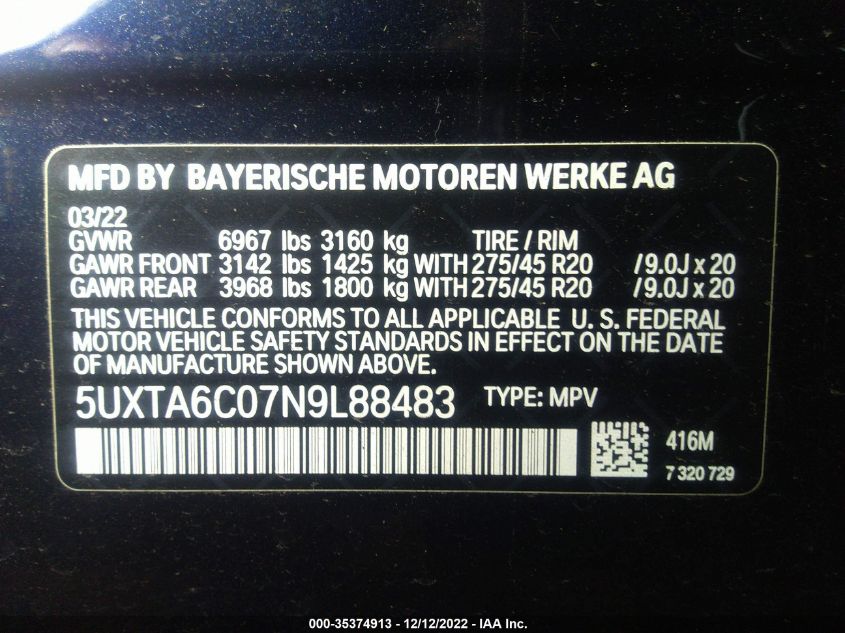 MFD BY BAYERISCHE MOTOREN WERKE AG
03/22
GVWR 6967 lbs 3160 kg TIRE / RIM
GAWR FRONT 3142 lbs 1425 kg WITH 275/45 R20 / 9.0J x 20
GAWR REAR 3968 lbs 1800 kg WITH 275/45 R20 / 9.0J x 20
THIS VEHICLE CONFORMS TO ALL APPLICABLE U. S. FEDERAL
MOTOR VEHICLE SAFETY STANDARDS IN EFFECT ON THE DATE
OF MANUFACTURE SHOWN ABOVE.
5UXTA6C07N9L88483 TYPE: MPV
416M
7 320 729
000-35374913 - 12/12/2022 - IAA Inc.